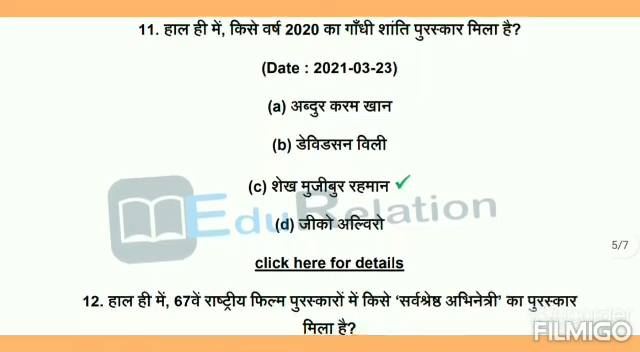 11. हाल ही में, किसे वर्ष 2020 का गाँधी शांति पुरस्कार मिला है?
(Date : 2021-03-23)
(a) अब्दुर करम खान
(b) डेविडसन विली
(c) शेख मुजीबुर रहमान ✓
EduRelation
(d) जीको अल्विरो
5/7
click here for details
12. हाल ही में, 67वें राष्ट्रीय फिल्म पुरस्कारों में किसे ‘सर्वश्रेष्ठ अभिनेत्री’ का पुरस्कार
मिला है?
FILMIGO